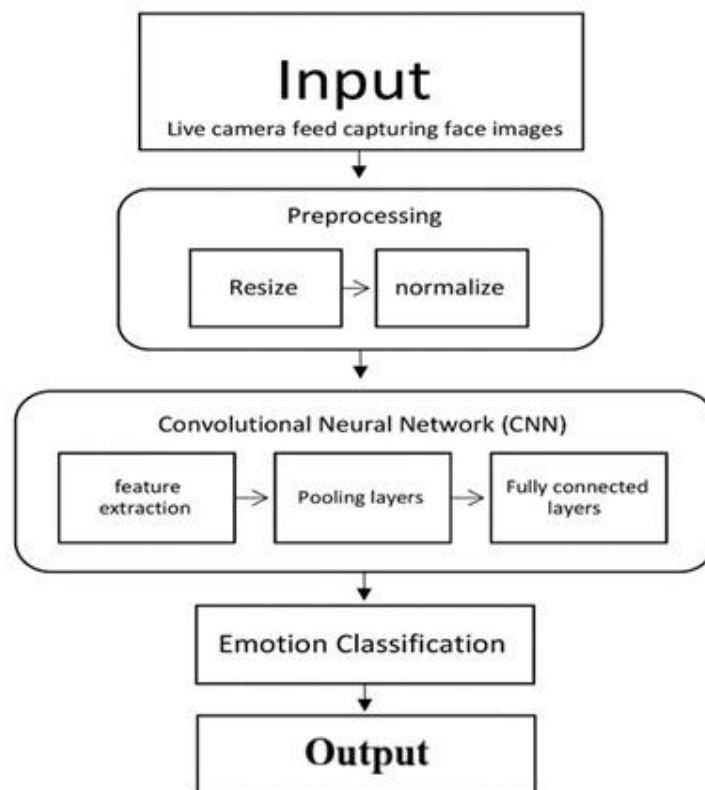 Input
Live camera feed capturing face images
Preprocessing
Resize
normalize
Convolutional Neural Network (CNN)
feature
extraction
Pooling layers
Fully connected
layers
Emotion Classification
Output